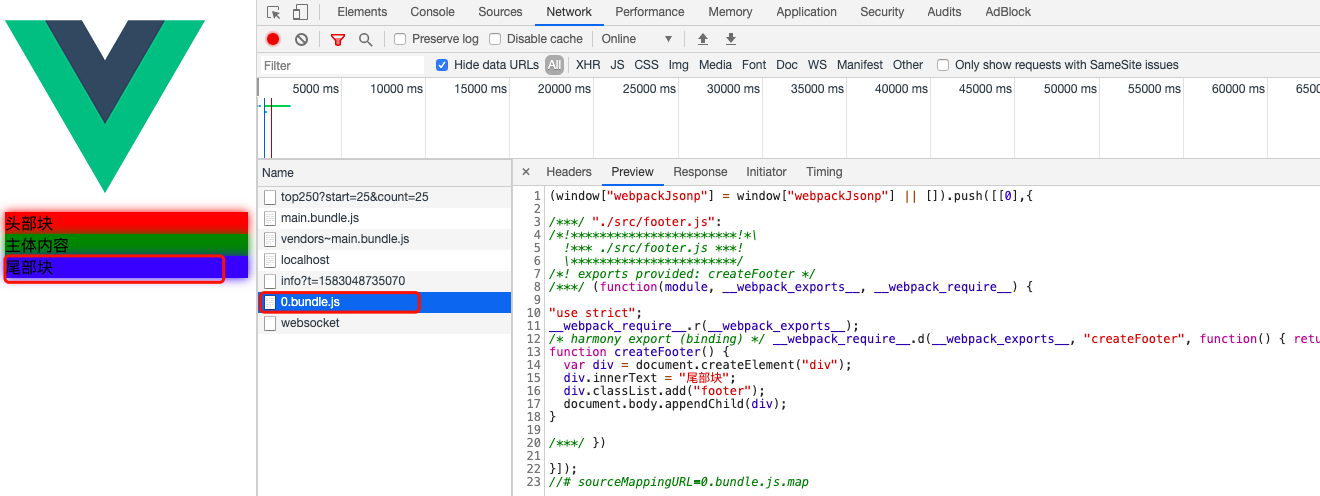 Elements Console Sources Network Performance Memory Application Security Audits AdBlock
Preserve log Disable cache Online
Filter Hide data URLs All XHR JS CSS Img Media Font Doc WS Manifest Other Only show requests with SameSite issues
5000 ms 10000 ms 15000 ms 20000 ms 25000 ms 30000 ms 35000 ms 40000 ms 45000 ms 50000 ms 55000 ms 60000 ms
头部块
主体内容
尾部块
Name
top250?start=25&count=25
main.bundle.js
vendors~main.bundle.js
localhost
info?t=1583048735070
0.bundle.js
websocket
× Headers Preview Response Initiator Timing
1 (window["webpackJsonp"] = window["webpackJsonp"] || []).push([[0],{
2
3 /***/ "./src/footer.js":
4 /*!***********************!*\
5 !*** ./src/footer.js ***!
6 \***********************/
7 /*! exports provided: createFooter */
8 /***/ (function(module, __webpack_exports__, __webpack_require__) {
9
10 "use strict";
11 __webpack_require__.r(__webpack_exports__);
12 /* harmony export (binding) */ __webpack_require__.d(__webpack_exports__, "createFooter", function() { retu
13 function createFooter() {
14 var div = document.createElement("div");
15 div.innerText = "尾部块";
16 div.classList.add("footer");
17 document.body.appendChild(div);
18 }
19
20 /***/ })
21
22 }]);
23 //# sourceMappingURL=0.bundle.js.map